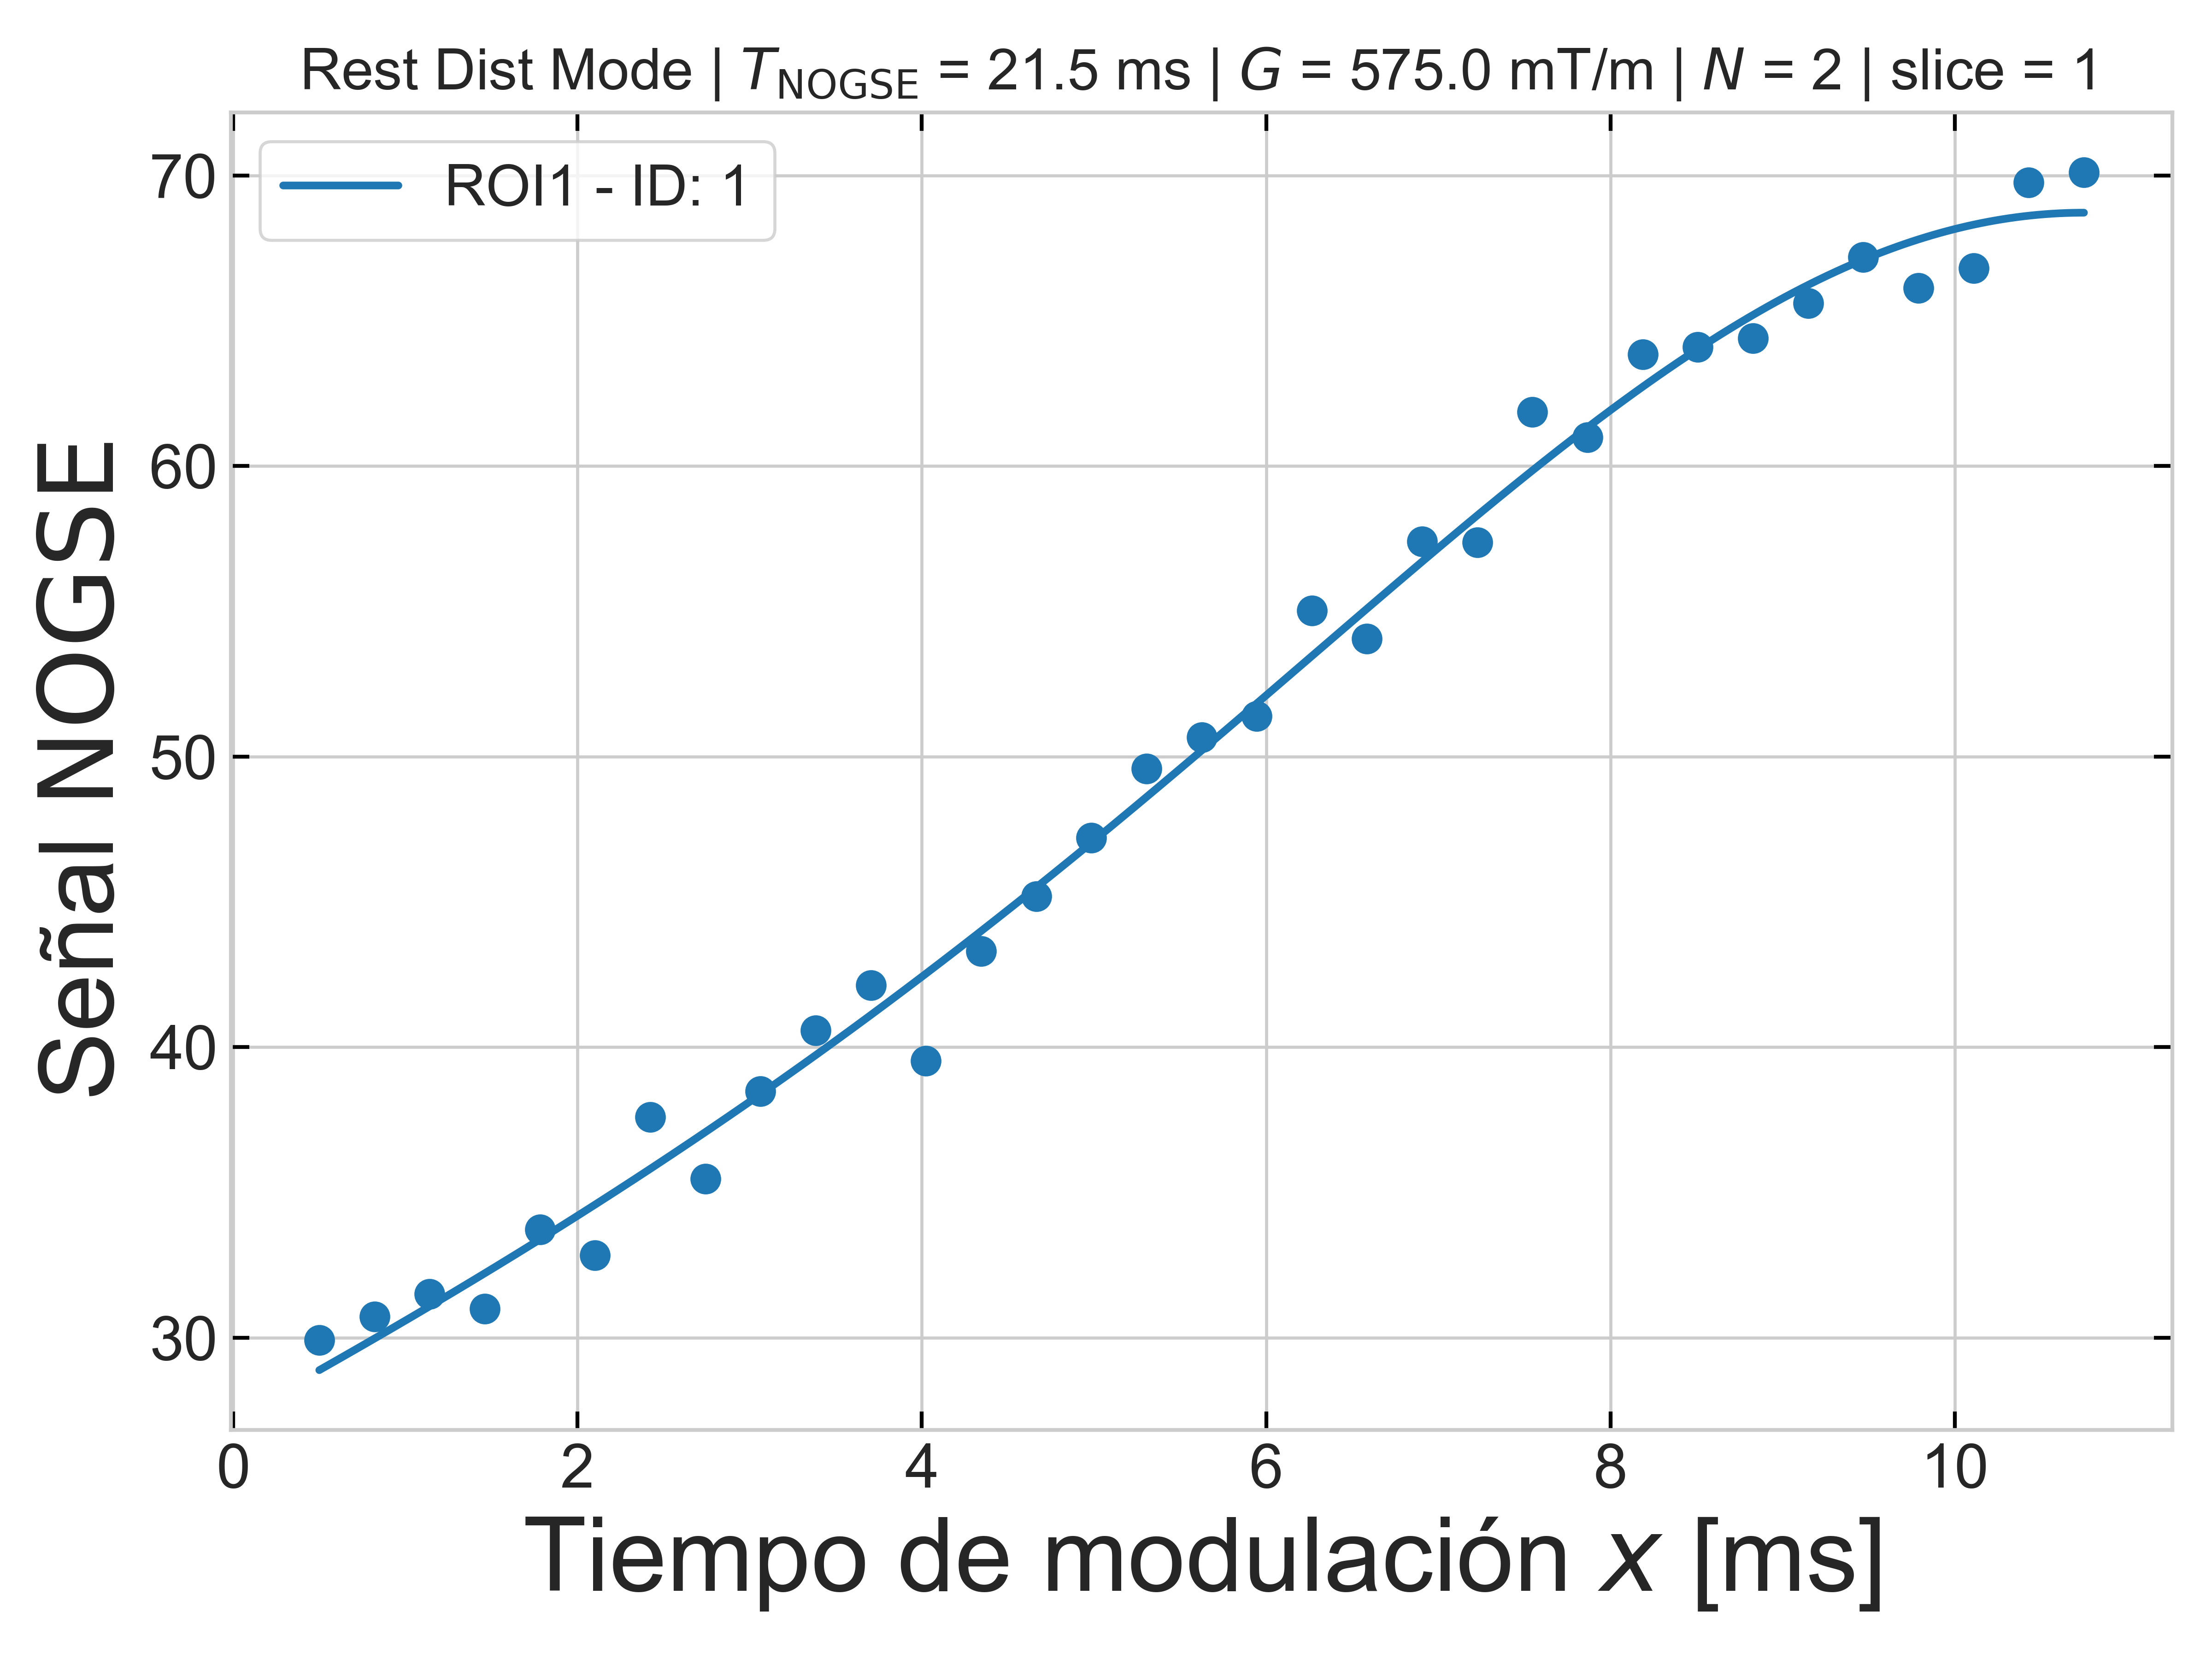 Rest Dist Mode | T_NOGSE = 21.5 ms | G = 575.0 mT/m | N = 2 | slice = 1
ROI1 - ID: 1
Señal NOGSE
70
60
50
40
30
0 2 4 6 8 10
Tiempo de modulación x [ms]